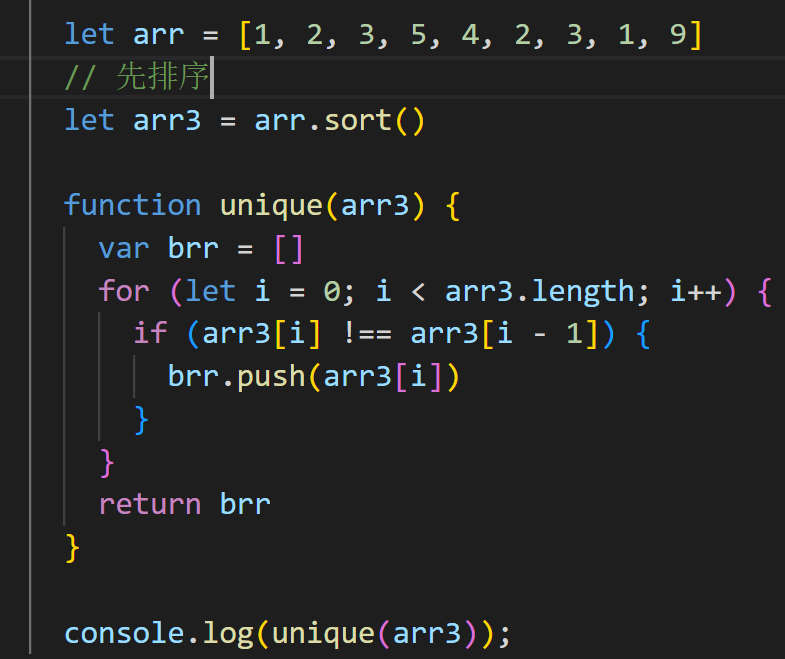 let arr = [1, 2, 3, 5, 4, 2, 3, 1, 9]
// 先排序
let arr3 = arr.sort()
function unique(arr3) {
var brr = []
for (let i = 0; i < arr3.length; i++) {
if (arr3[i] !== arr3[i - 1]) {
brr.push(arr3[i])
}
}
return brr
}
console.log(unique(arr3));